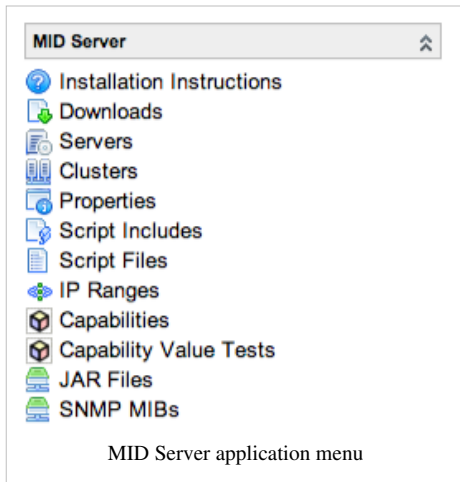 MID Server
Installation Instructions
Downloads
Servers
Clusters
Properties
Script Includes
Script Files
IP Ranges
Capabilities
Capability Value Tests
JAR Files
SNMP MIBs
MID Server application menu